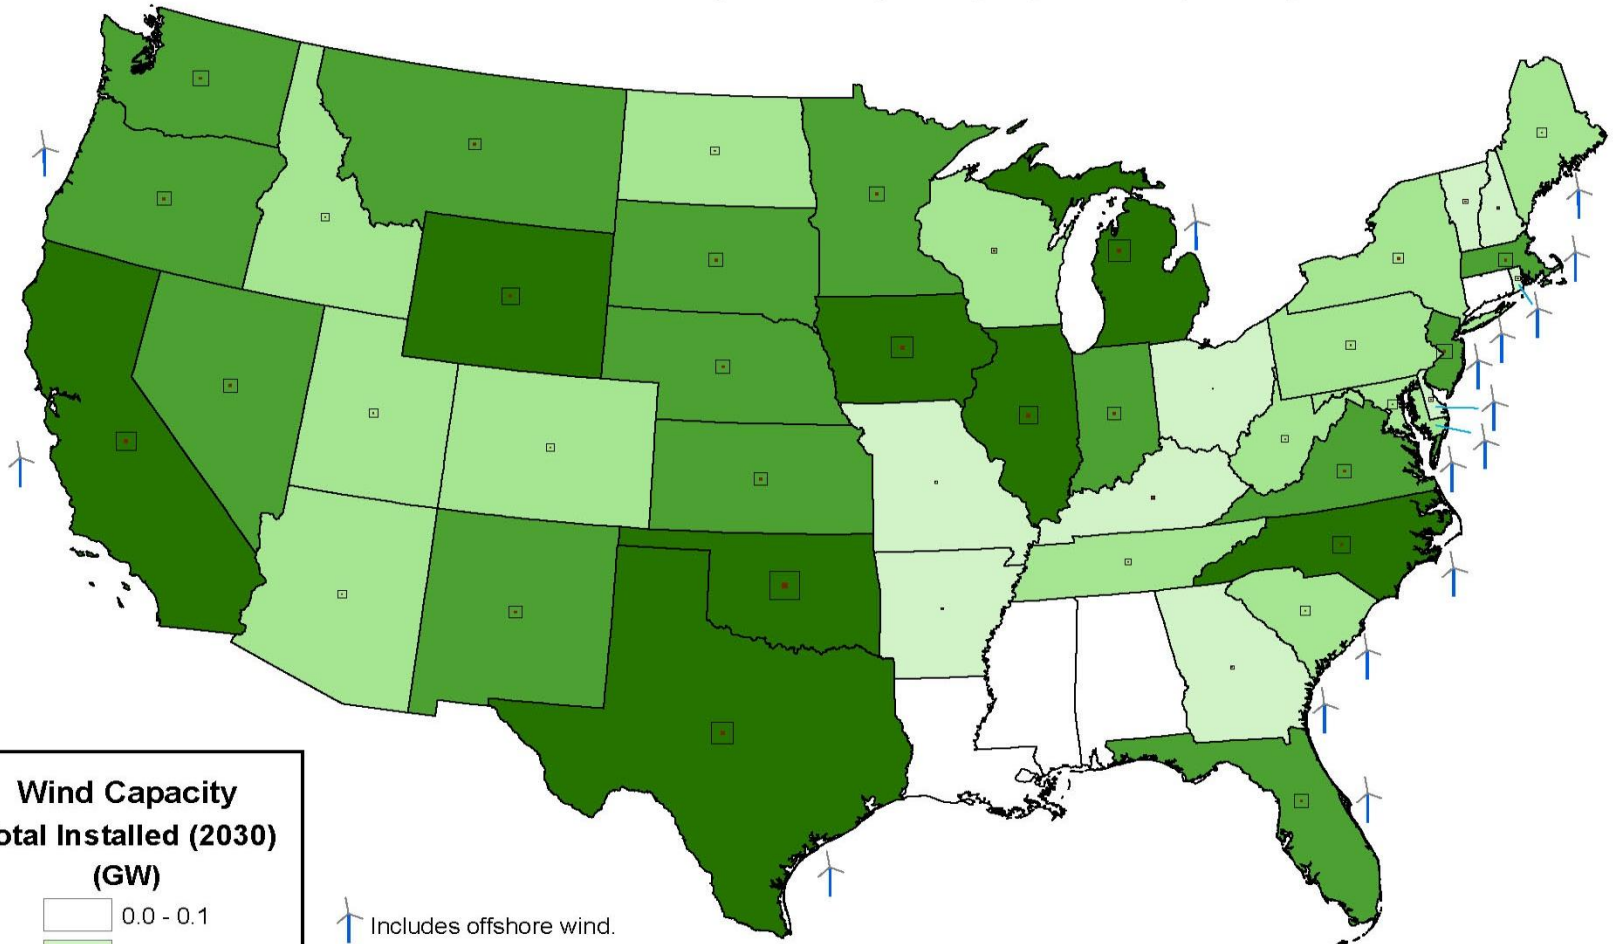 Wind Capacity
otal Installed (2030)
(GW)
0.0 - 0.1
Includes offshore wind.